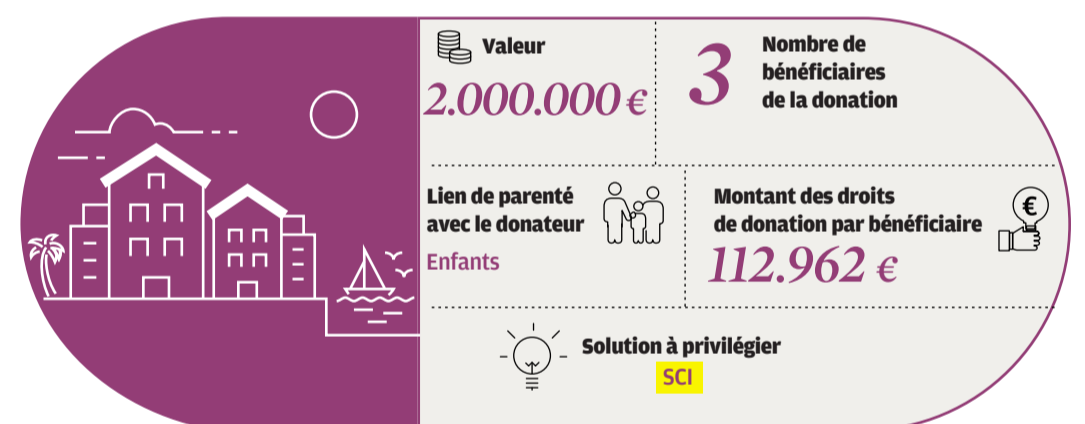 Valeur
2.000.000 €
3
Nombre de
bénéficiaires
de la donation
Lien de parenté
avec le donateur
Enfants
Montant des droits
de donation par bénéficiaire
€
112.962 €
Solution à privilégier
SCI